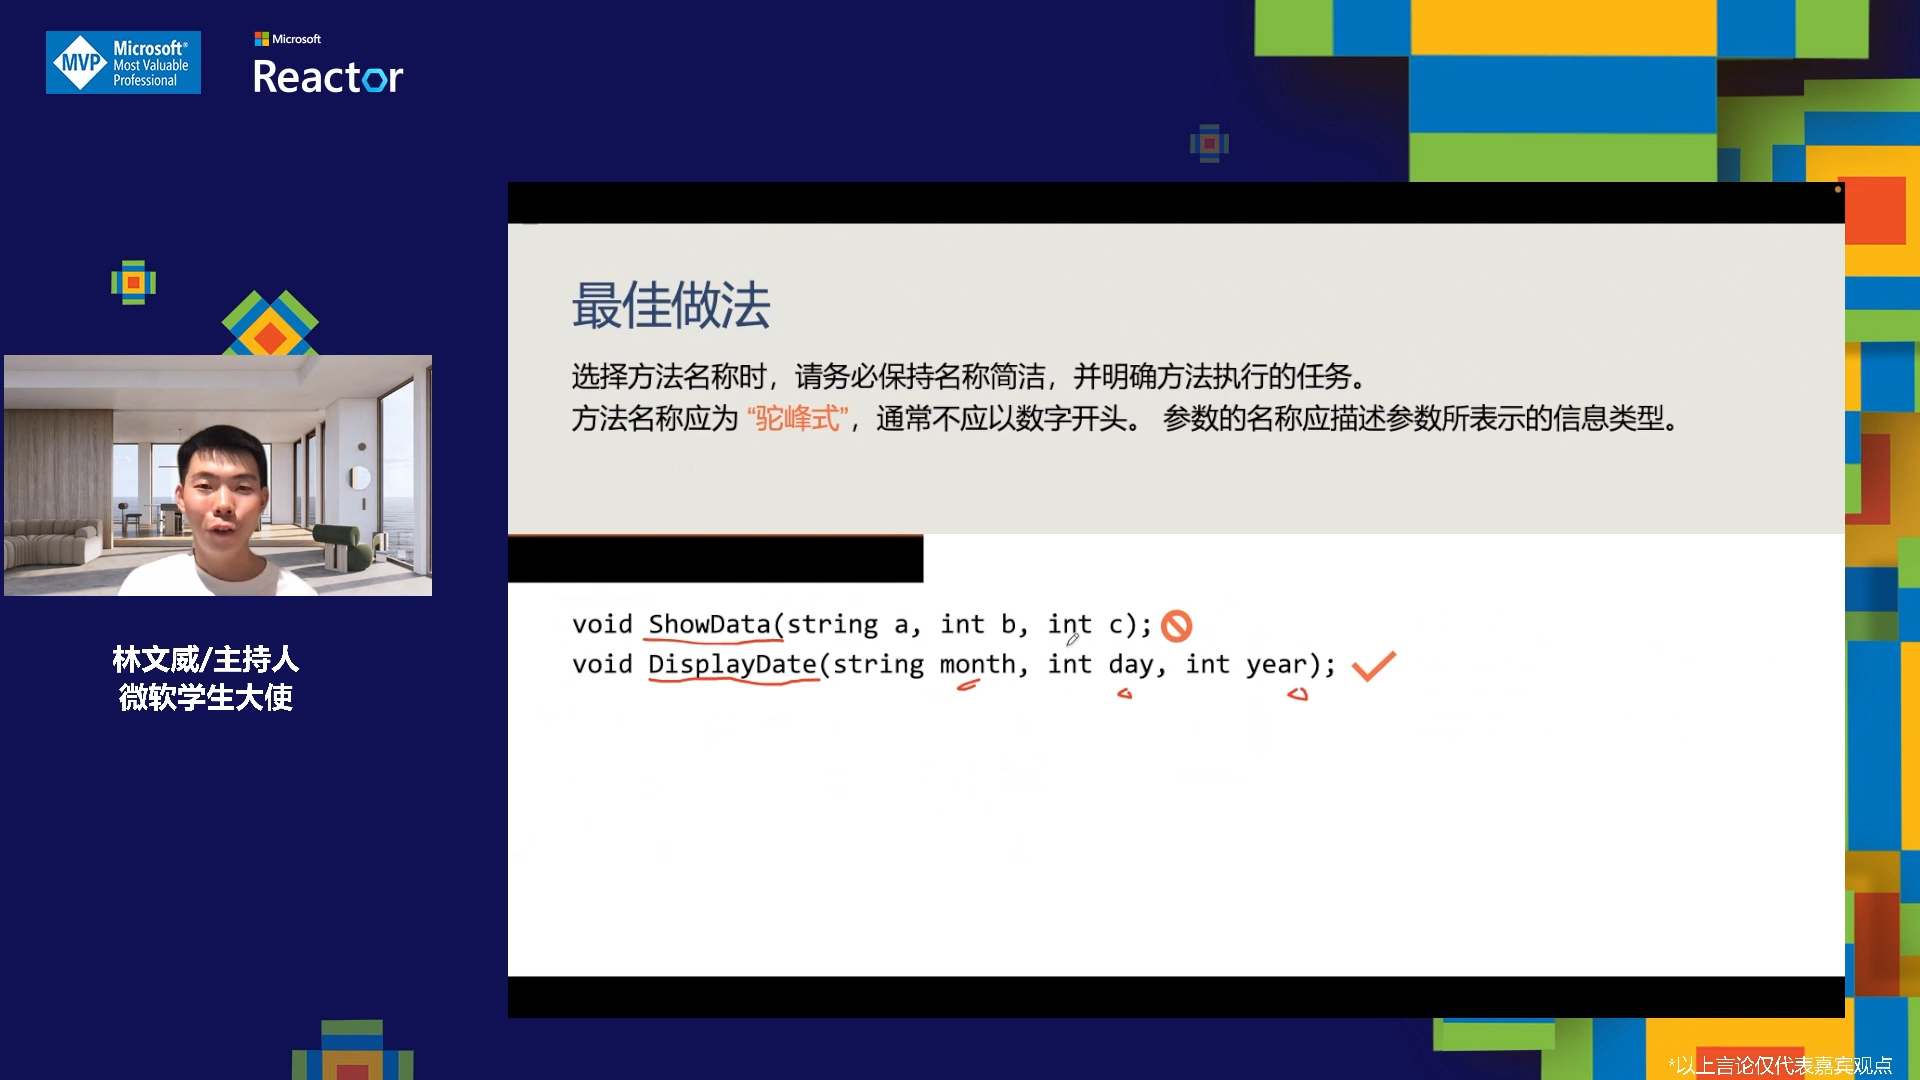 MVP
Microsoft®
Most Valuable
Professional
Microsoft
Reactor
最佳做法
选择方法名称时，请务必保持名称简洁，并明确方法执行的任务。
方法名称应为 “驼峰式”，通常不应以数字开头。 参数的名称应描述参数所表示的信息类型。
void ShowData(string a, int b, int c);
void DisplayDate(string month, int day, int year);
林文威/主持人
微软学生大使
*以上言论仅代表嘉宾观点